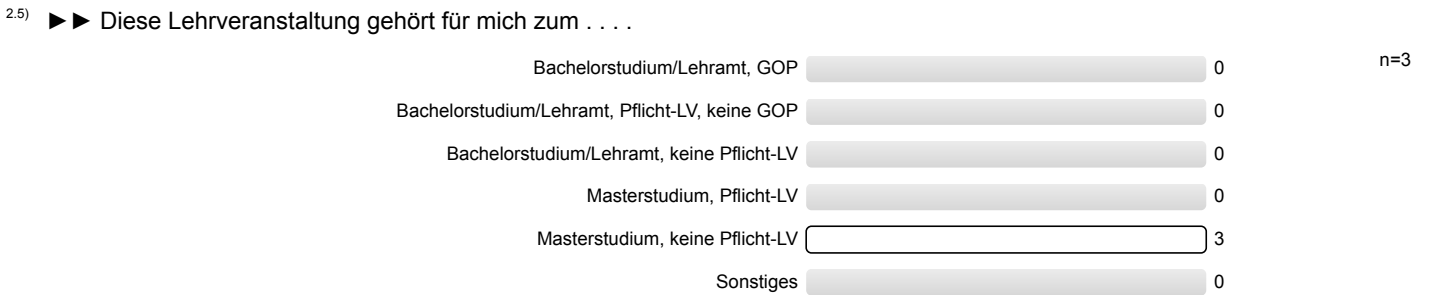 2.5) ►► Diese Lehrveranstaltung gehört für mich zum . . . .
Bachelorstudium/Lehramt, GOP 0 n=3
Bachelorstudium/Lehramt, Pflicht-LV, keine GOP 0
Bachelorstudium/Lehramt, keine Pflicht-LV 0
Masterstudium, Pflicht-LV 0
Masterstudium, keine Pflicht-LV 3
Sonstiges 0